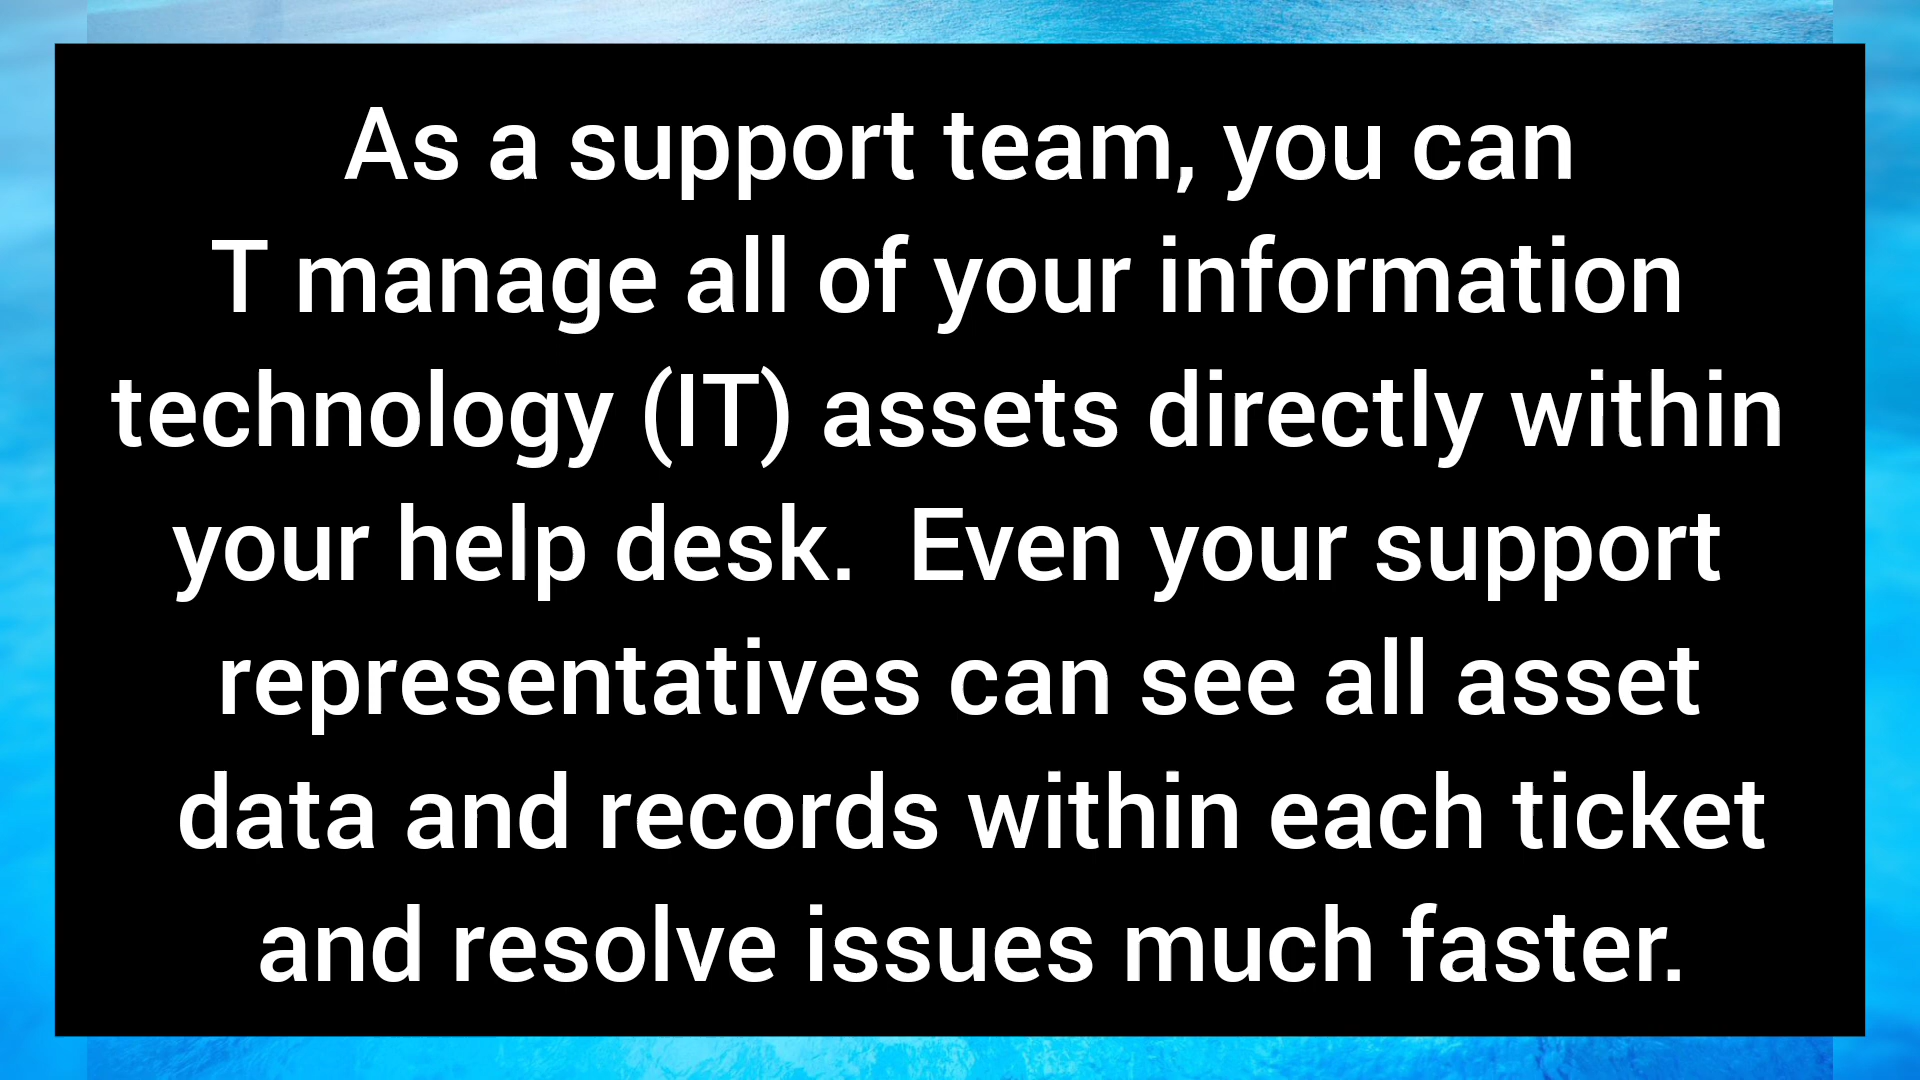 As a support team, you can
T manage all of your information
technology (IT) assets directly within
your help desk.  Even your support
representatives can see all asset
data and records within each ticket
and resolve issues much faster.